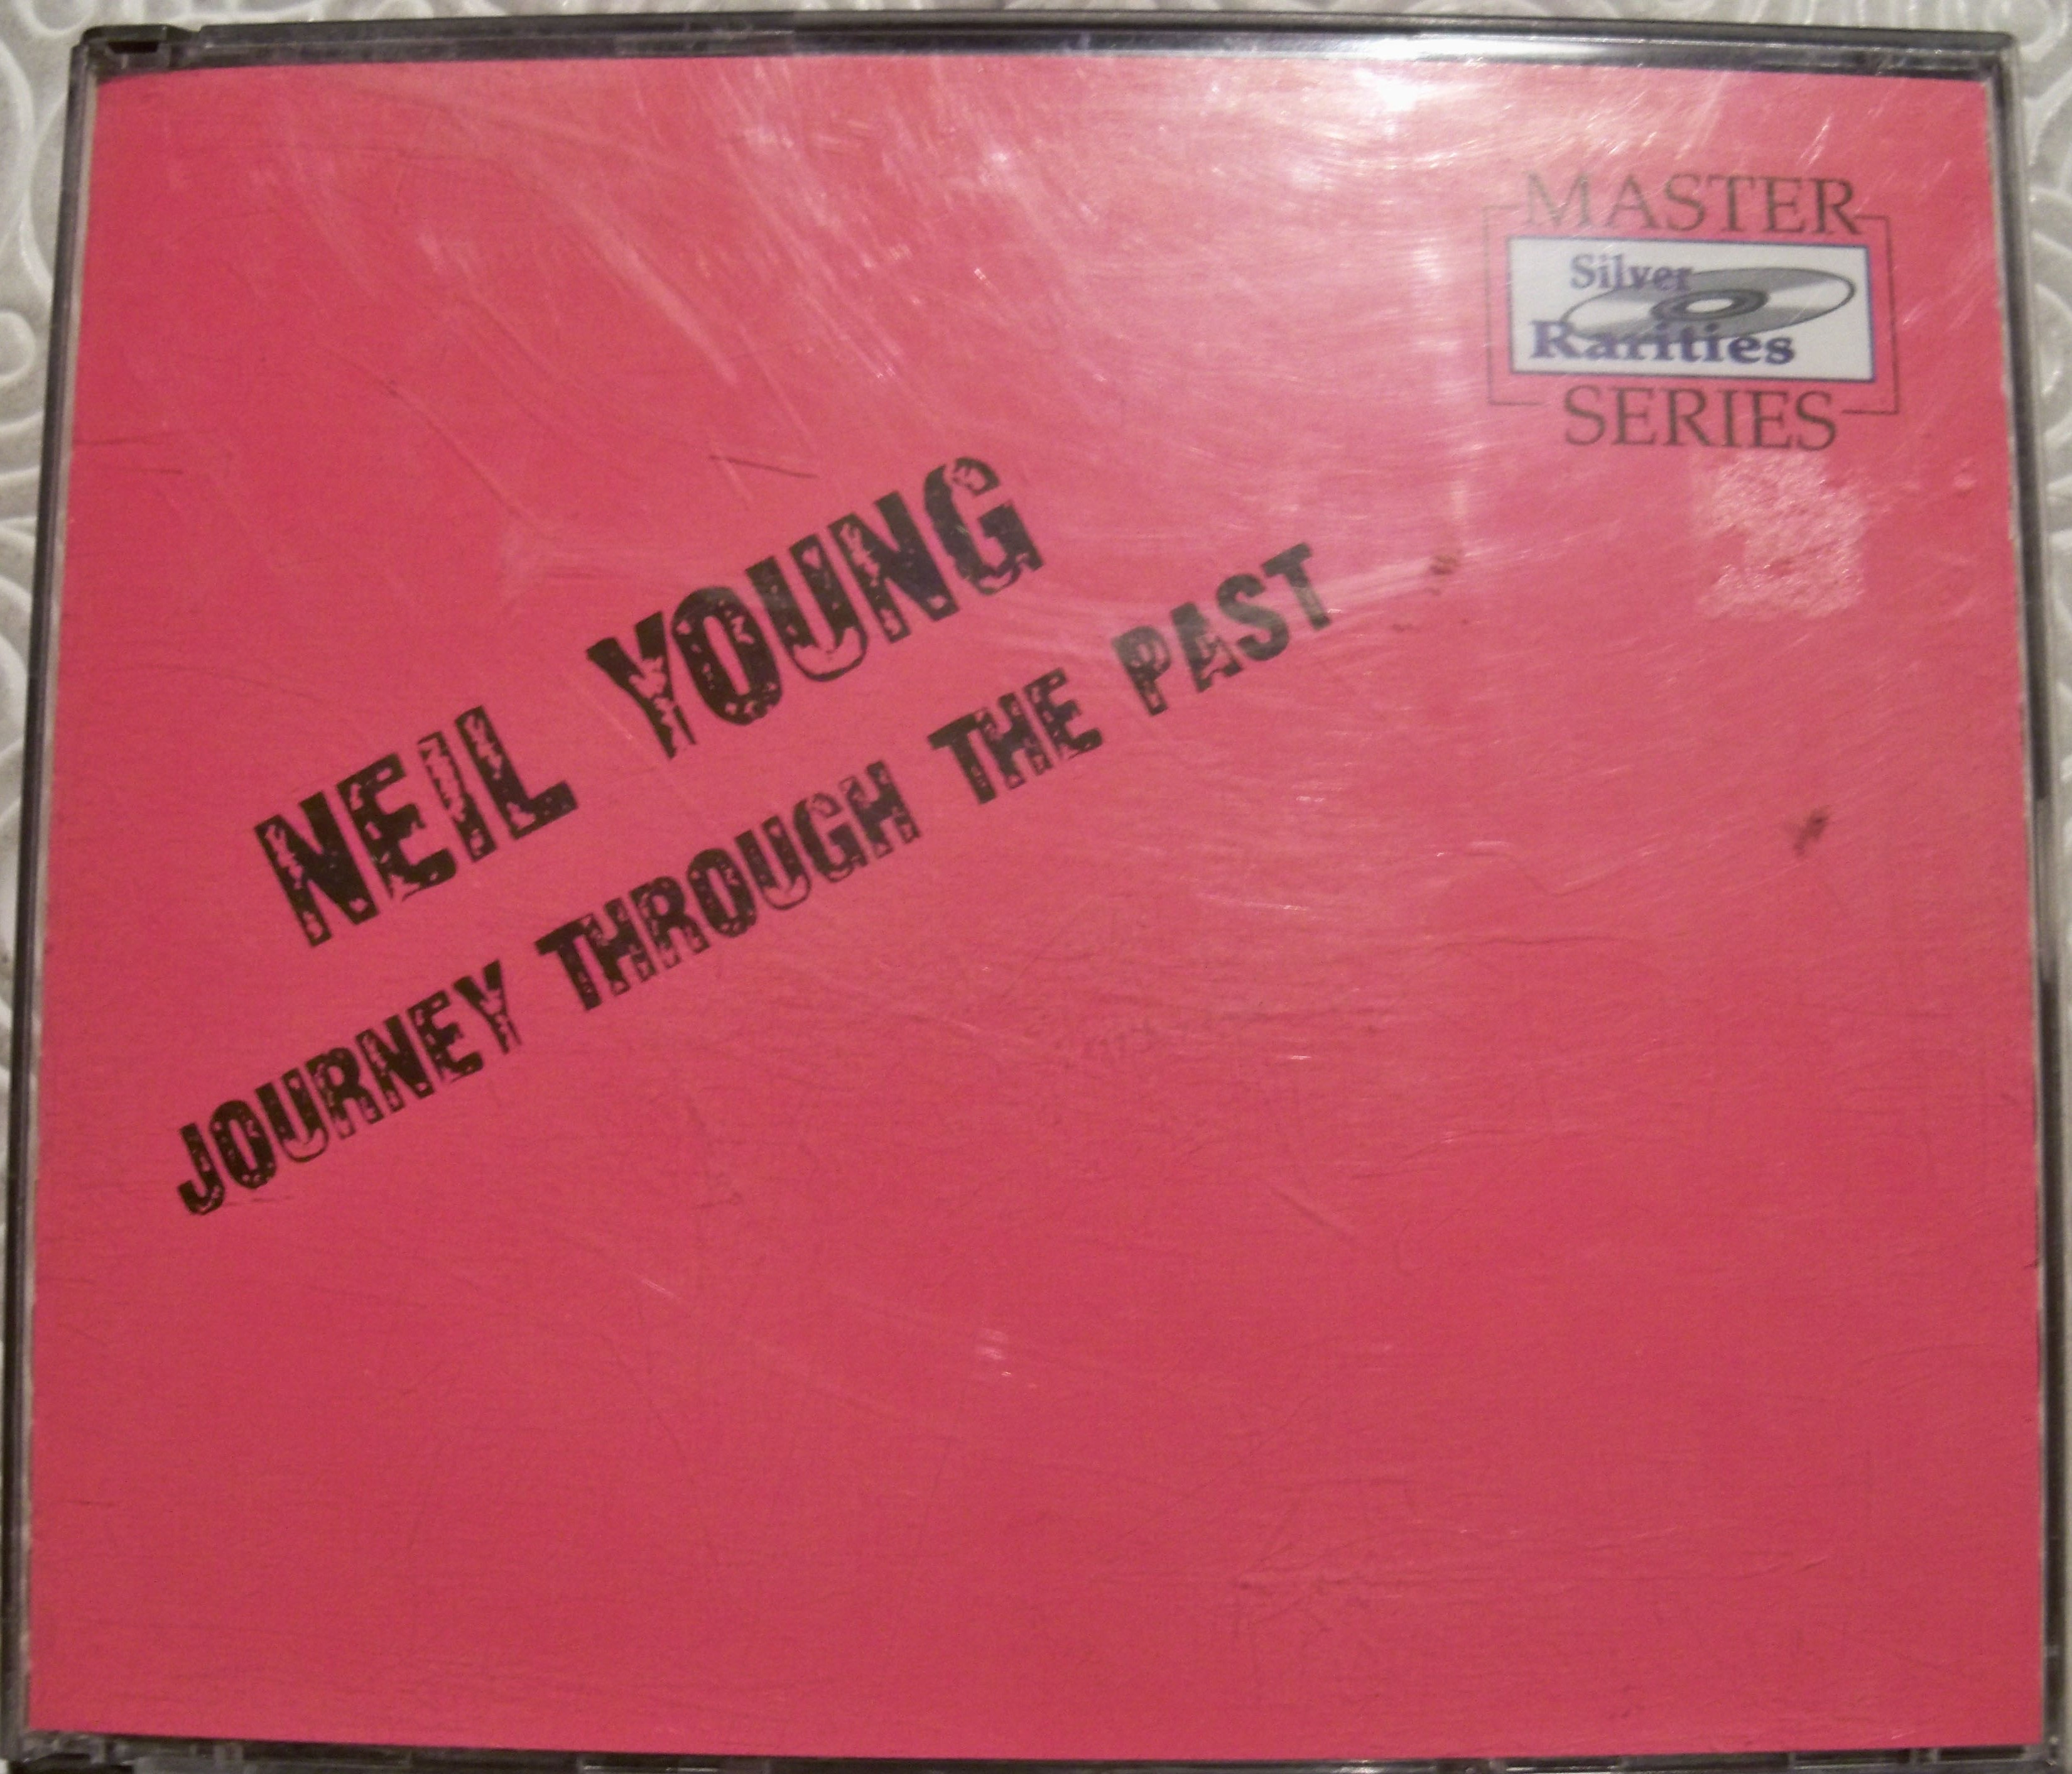 MASTER
Silver
Rarities
SERIES
NEIL YOUNG
JOURNEY THROUGH THE PAST